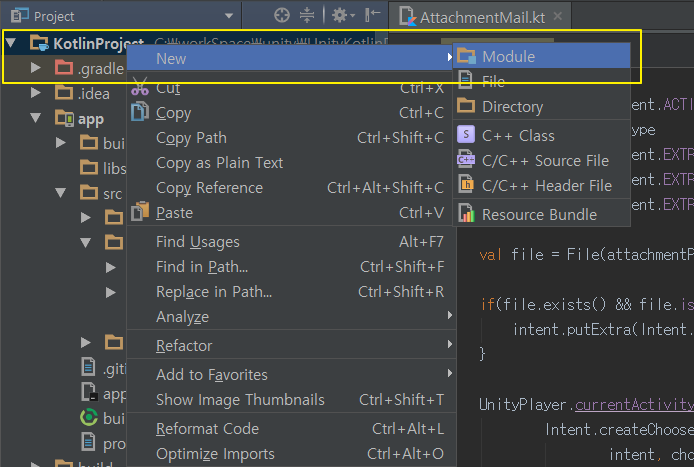 Project
AttachmentMail.kt
KotlinProject C:₩workSpace₩unity₩UnityKotlinP
.gradle
.idea
app
bui
libs
src
.giti
app
bui
pro
build
New
Cut Ctrl+X
Copy Ctrl+C
Copy Path Ctrl+Shift+C
Copy as Plain Text
Copy Reference Ctrl+Alt+Shift+C
Paste Ctrl+V
Find Usages Alt+F7
Find in Path... Ctrl+Shift+F
Replace in Path... Ctrl+Shift+R
Analyze
Refactor
Add to Favorites
Show Image Thumbnails Ctrl+Shift+T
Reformat Code Ctrl+Alt+L
Optimize Imports Ctrl+Alt+O
Module
File
Directory
C++ Class
C/C++ Source File
C/C++ Header File
Resource Bundle
ent.ACTI
type
ent.EXTR
ent.EXTR
ent.EXTR
val file = File(attachmentP
if(file.exists() && file.is
intent.putExtra(Intent.
}
UnityPlayer.currentActivity
Intent.createChoose
intent, cho